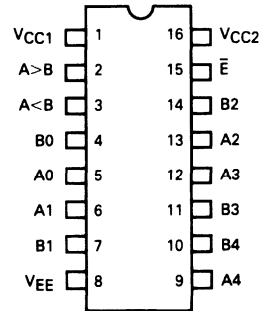 VCC1 1 16 VCC2
A>B 2 15 E̅
A<B 3 14 B2
B0 4 13 A2
A0 5 12 A3
A1 6 11 B3
B1 7 10 B4
VEE 8 9 A4